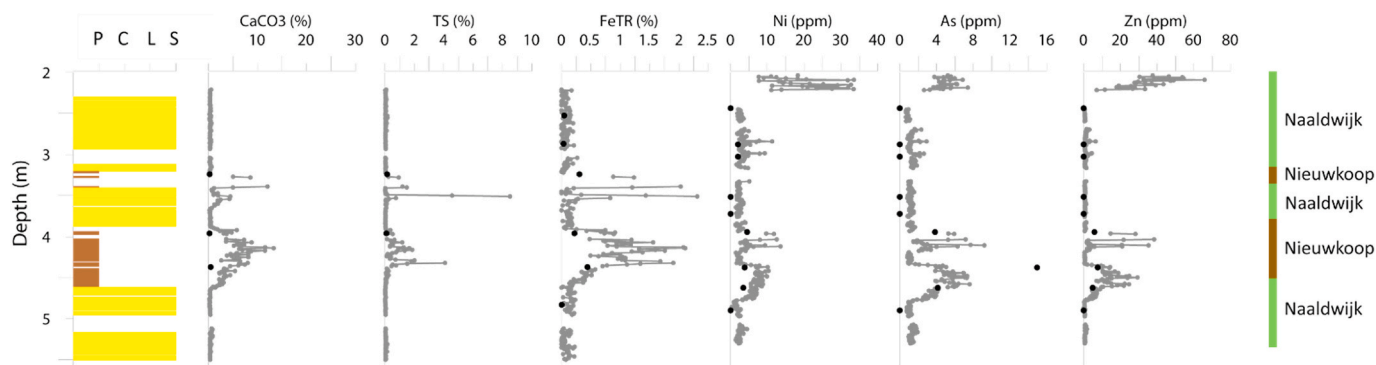 CaCO3 (%) TS (%) FeTR (%) Ni (ppm) As (ppm) Zn (ppm)
P C L S 10 20 30 0 2 4 6 8 10 0 0.5 1 1.5 2 2.5 0 10 20 30 40 0 4 8 12 16 0 20 40 60 80
2
Naaldwijk
3
Nieuwkoop
Naaldwijk
4
Nieuwkoop
Naaldwijk
5
Depth (m)